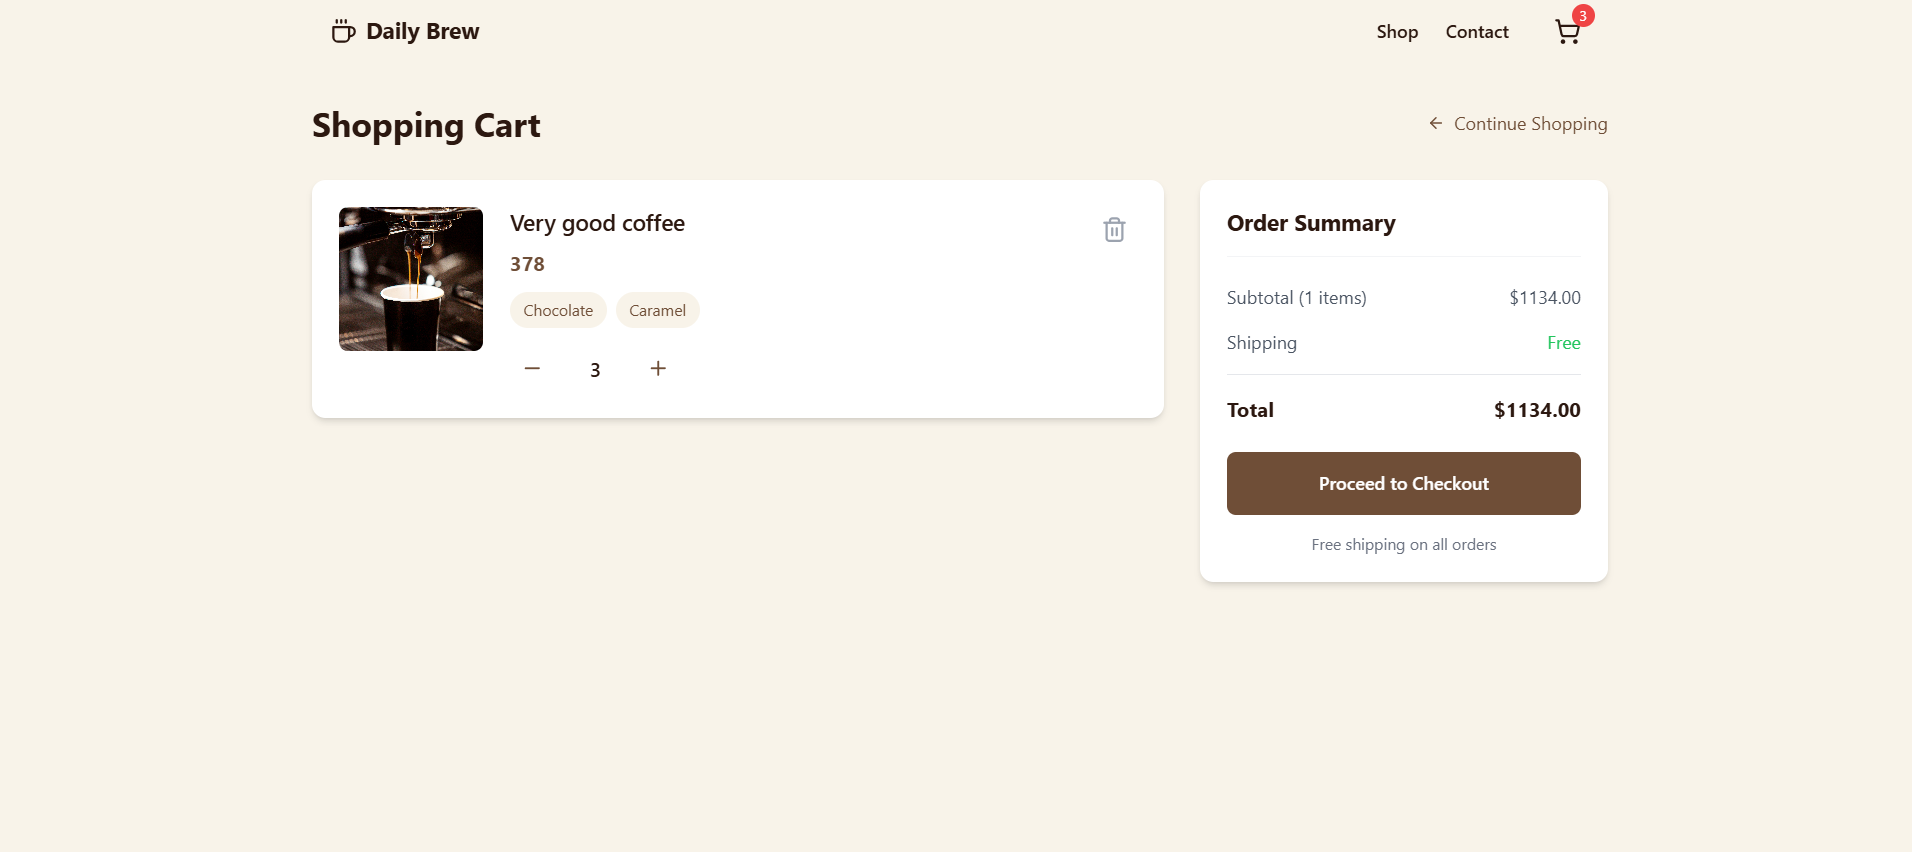 Daily Brew
Shop
Contact
3
Shopping Cart
Continue Shopping
Very good coffee
378
Chocolate
Caramel
3
Order Summary
Subtotal (1 items) $1134.00
Shipping Free
Total $1134.00
Proceed to Checkout
Free shipping on all orders